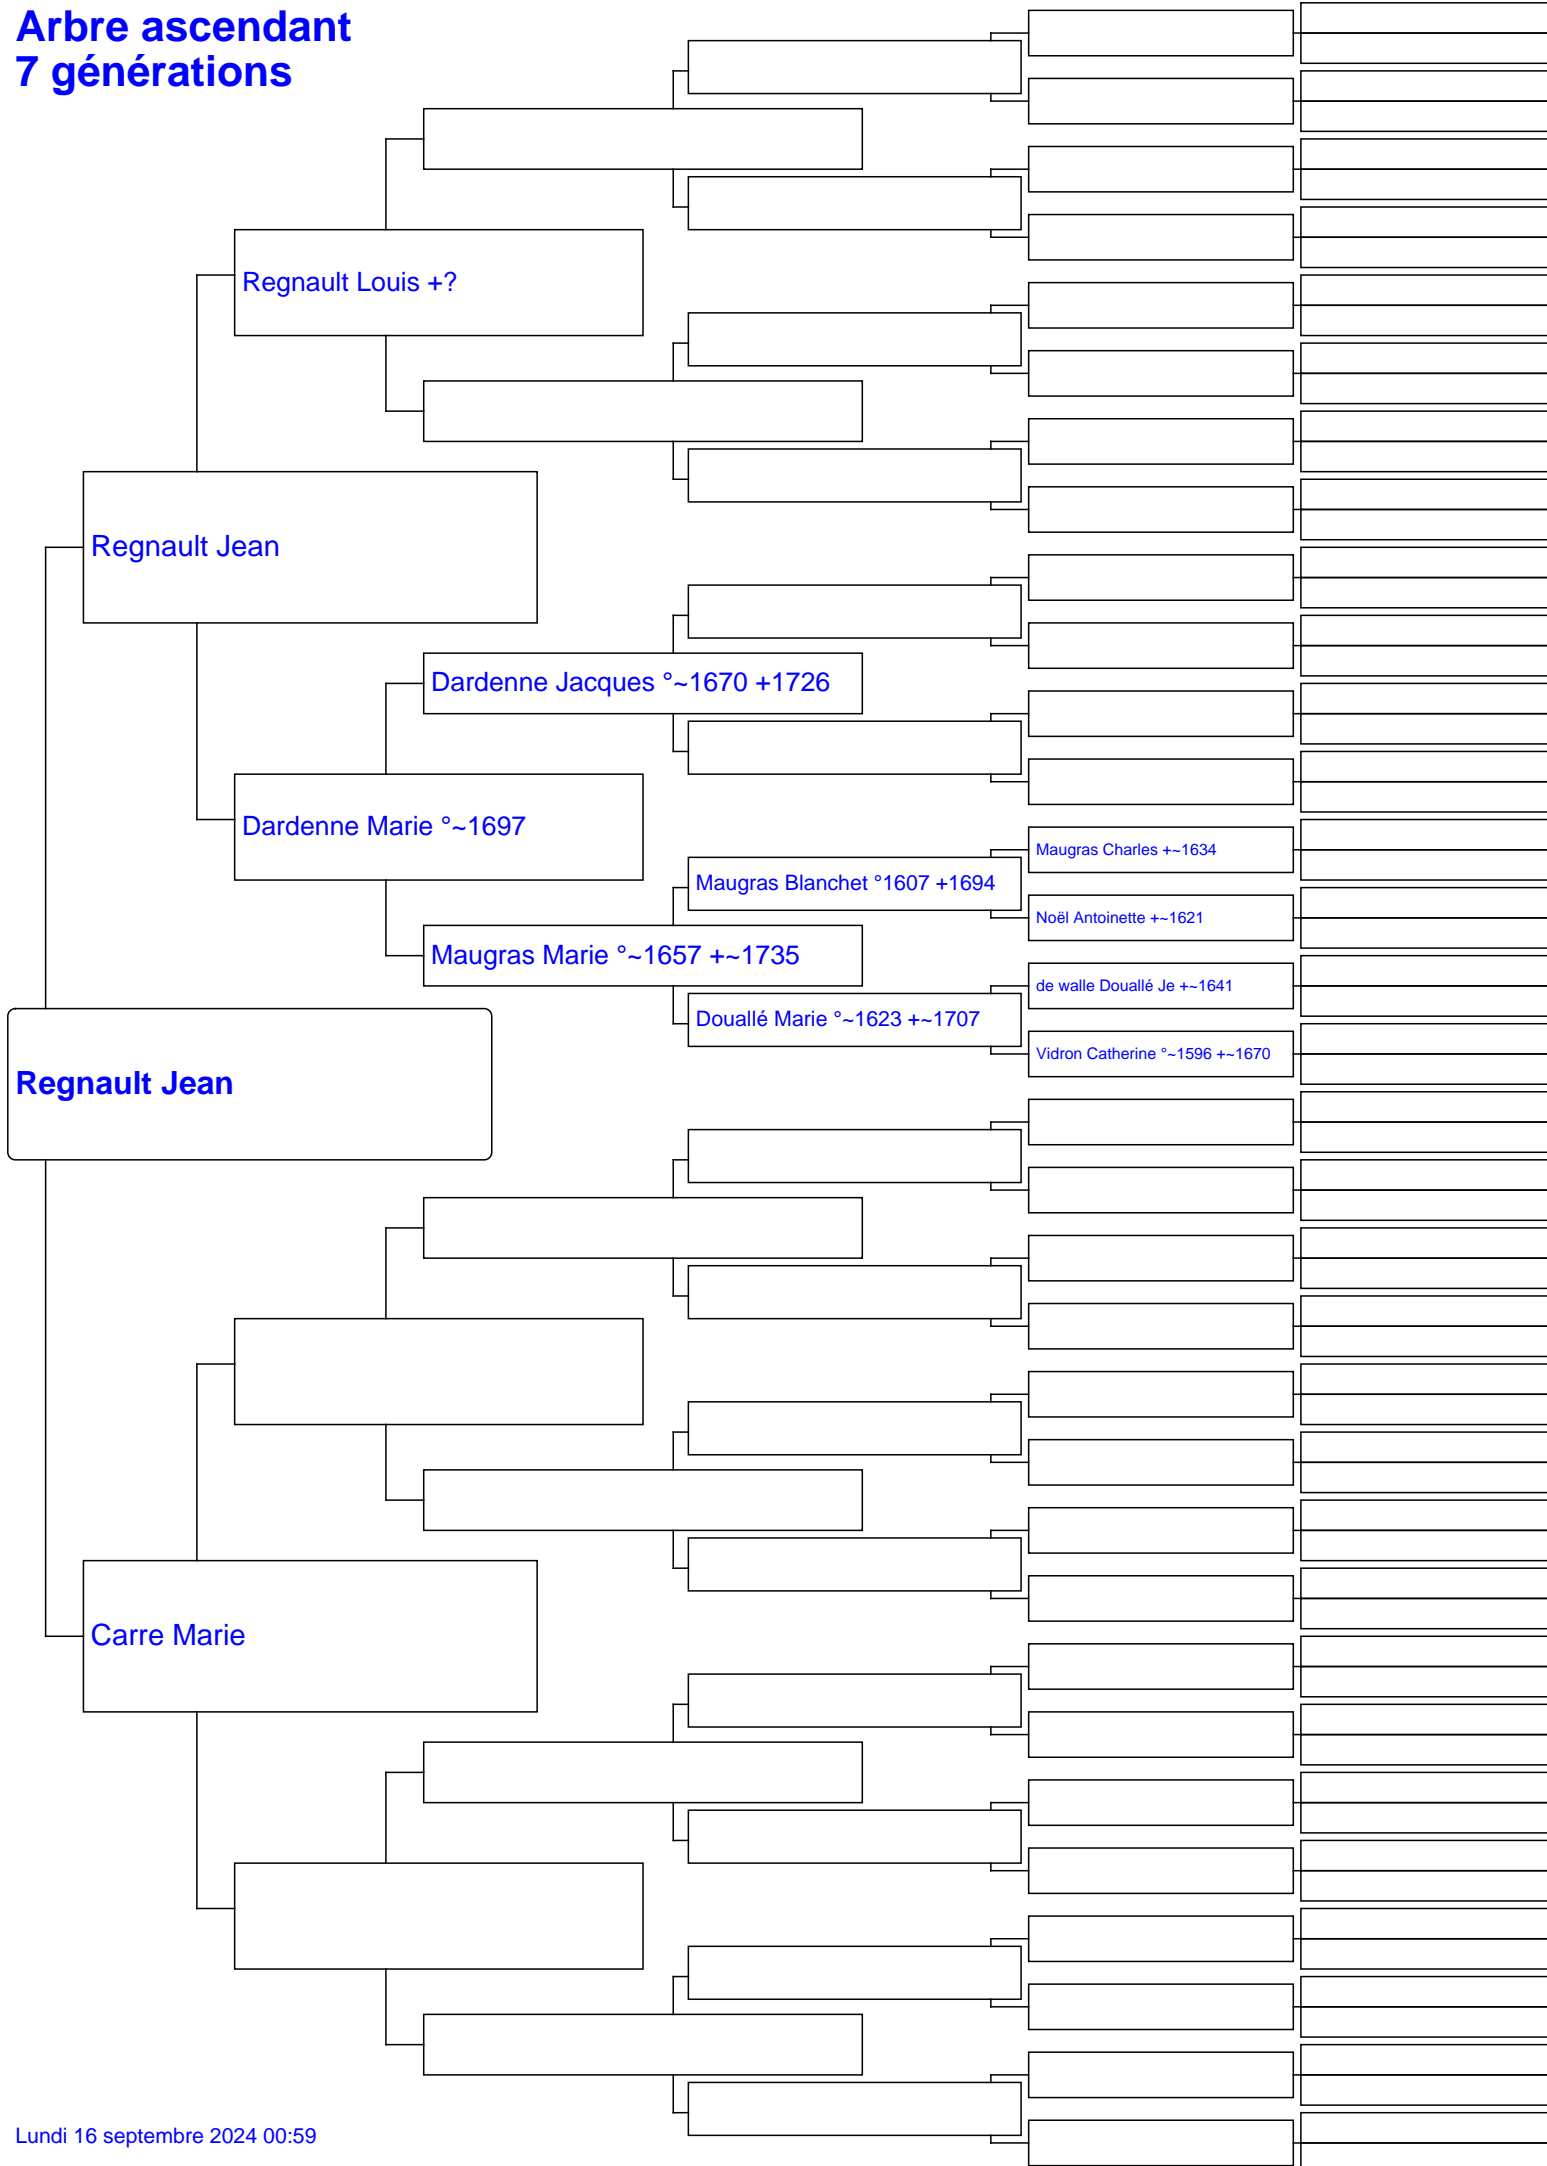 Arbre ascendant
7 générations
Regnault Louis +?
Regnault Jean
Dardenne Jacques °~1670 +1726
Dardenne Marie °~1697
Maugras Charles +~1634
Maugras Blanchet °1607 +1694
Noël Antoinette +~1621
Maugras Marie °~1657 +~1735
de walle Douallé Je +~1641
Douallé Marie °~1623 +~1707
Vidron Catherine °~1596 +~1670
Regnault Jean
Carre Marie
Lundi 16 septembre 2024 00:59